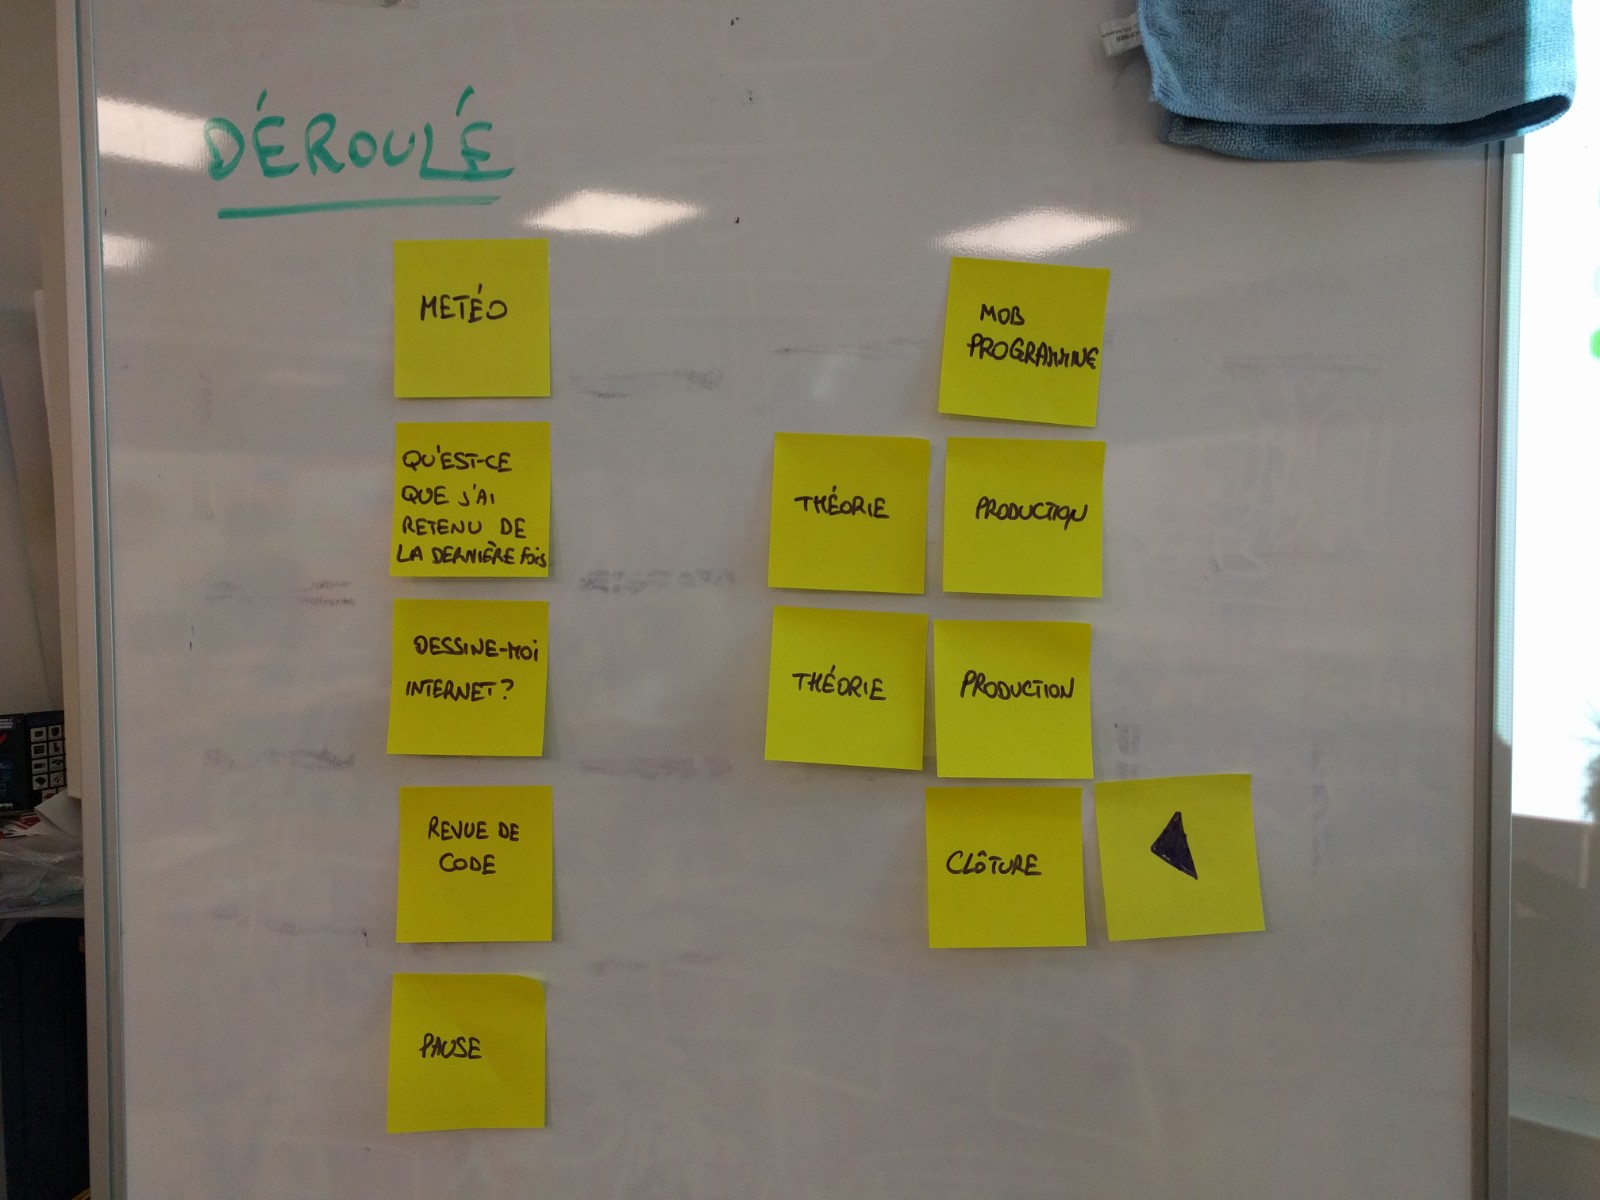 DÉROULÉ
METÉO
QU'EST-CE
QUE J'AI
RETENU DE
LA DERNIÈRE FOIS
DESSINE-MOI
INTERNET?
REVUE DE
CODE
PAUSE
MOB
PROGRAMMING
THÉORIE
PRODUCTION
THÉORIE
PRODUCTION
CLÔTURE